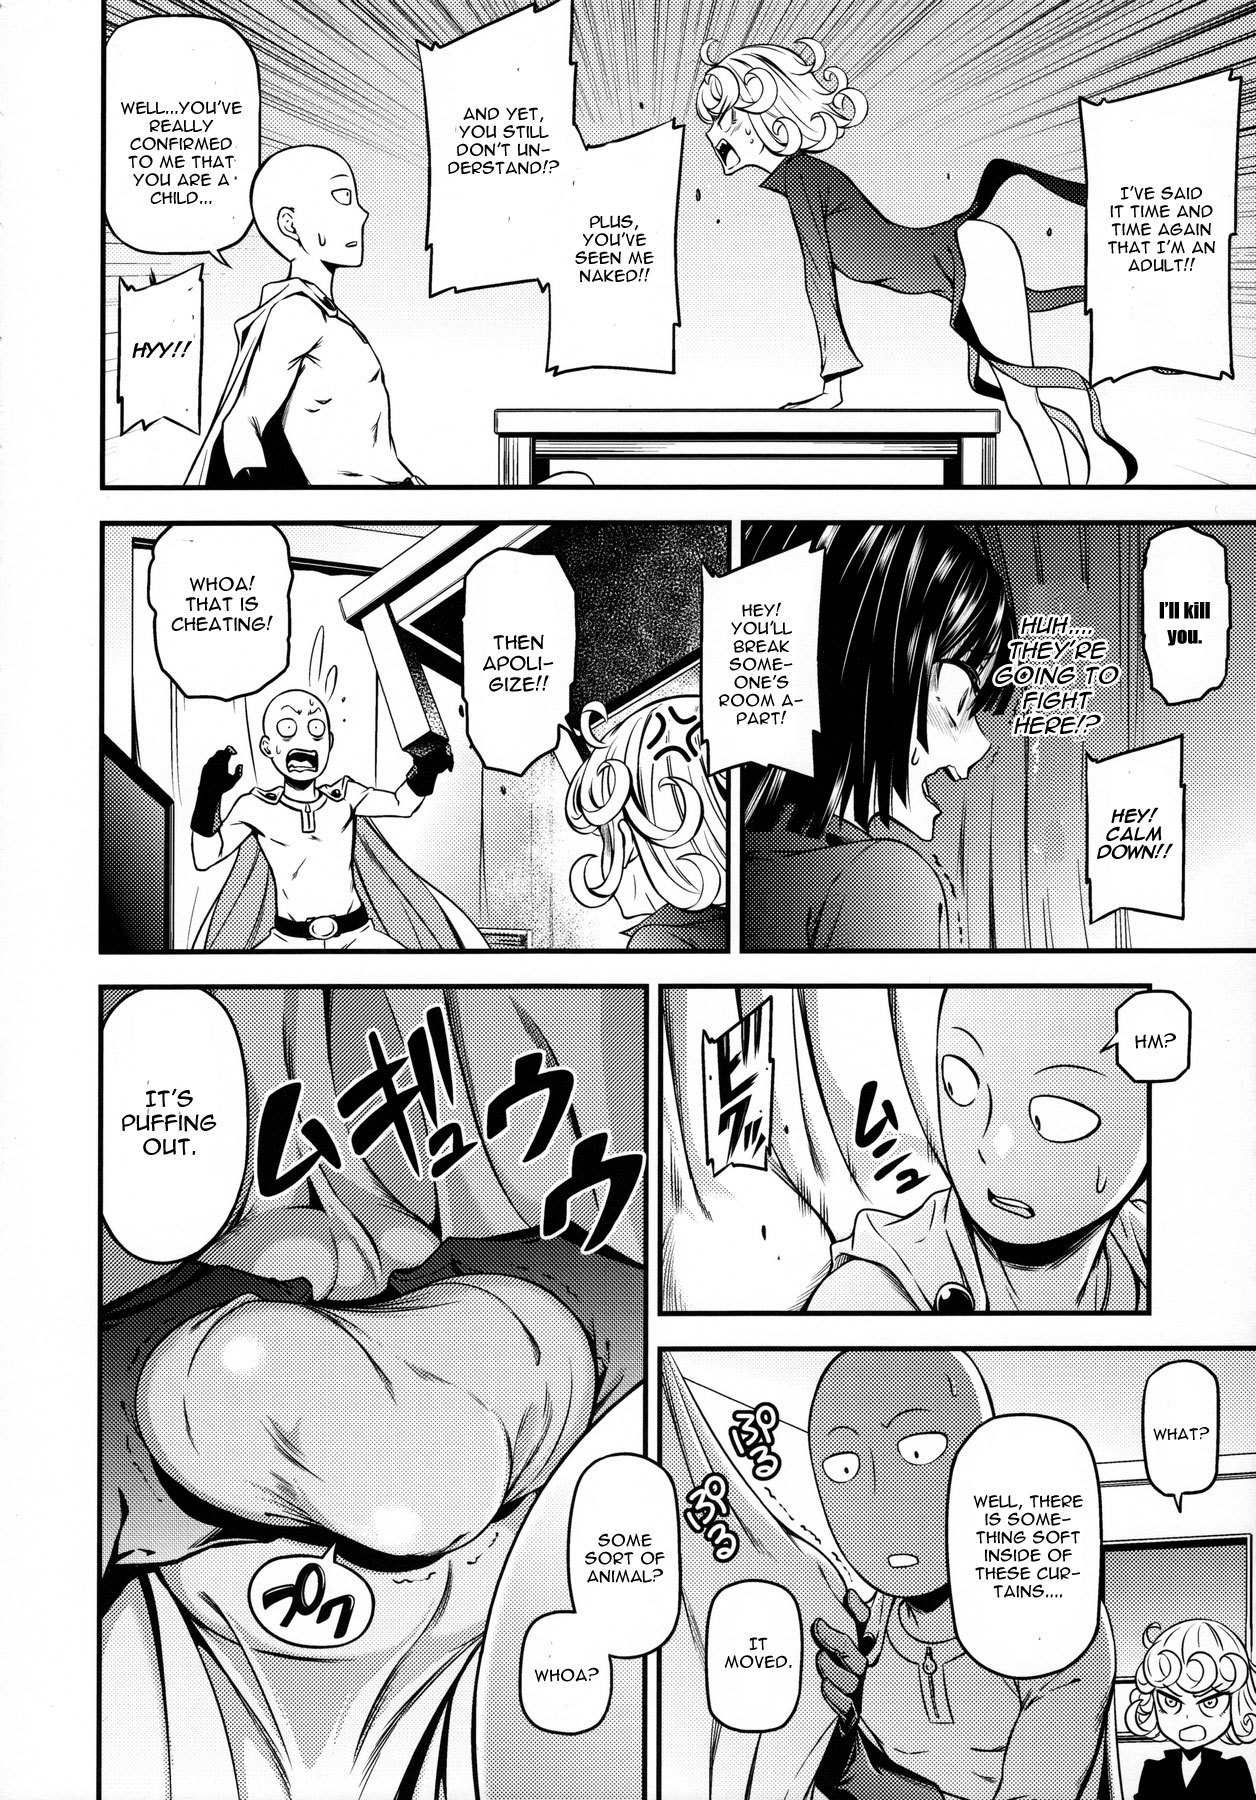 I'VE SAID
IT TIME AND
TIME AGAIN
THAT I'M AN
ADULT!!
AND YET,
YOU STILL
DON'T UN-
DERSTAND!?
PLUS,
YOU'VE
SEEN ME
NAKED!!
WELL...YOU'VE
REALLY
CONFIRMED
TO ME THAT
YOU ARE A
CHILD...
HYY!!
I'll kill
you.
HUH....
THEY'RE
GOING TO
FIGHT
HERE!?
HEY!
CALM
DOWN!!
HEY!
YOU'LL
BREAK
SOME-
ONE'S
ROOM A-
PART!
THEN
APOLI-
GIZE!!
WHOA!
THAT IS
CHEATING!
HM?
ムニュ
ビクッ
WHAT?
WELL, THERE
IS SOME-
THING SOFT
INSIDE OF
THESE CUR-
TAINS....
ぷる
ぷる
IT
MOVED.
IT'S
PUFFING
OUT.
ムギュウウ
SOME
SORT OF
ANIMAL?
WHOA?
プク